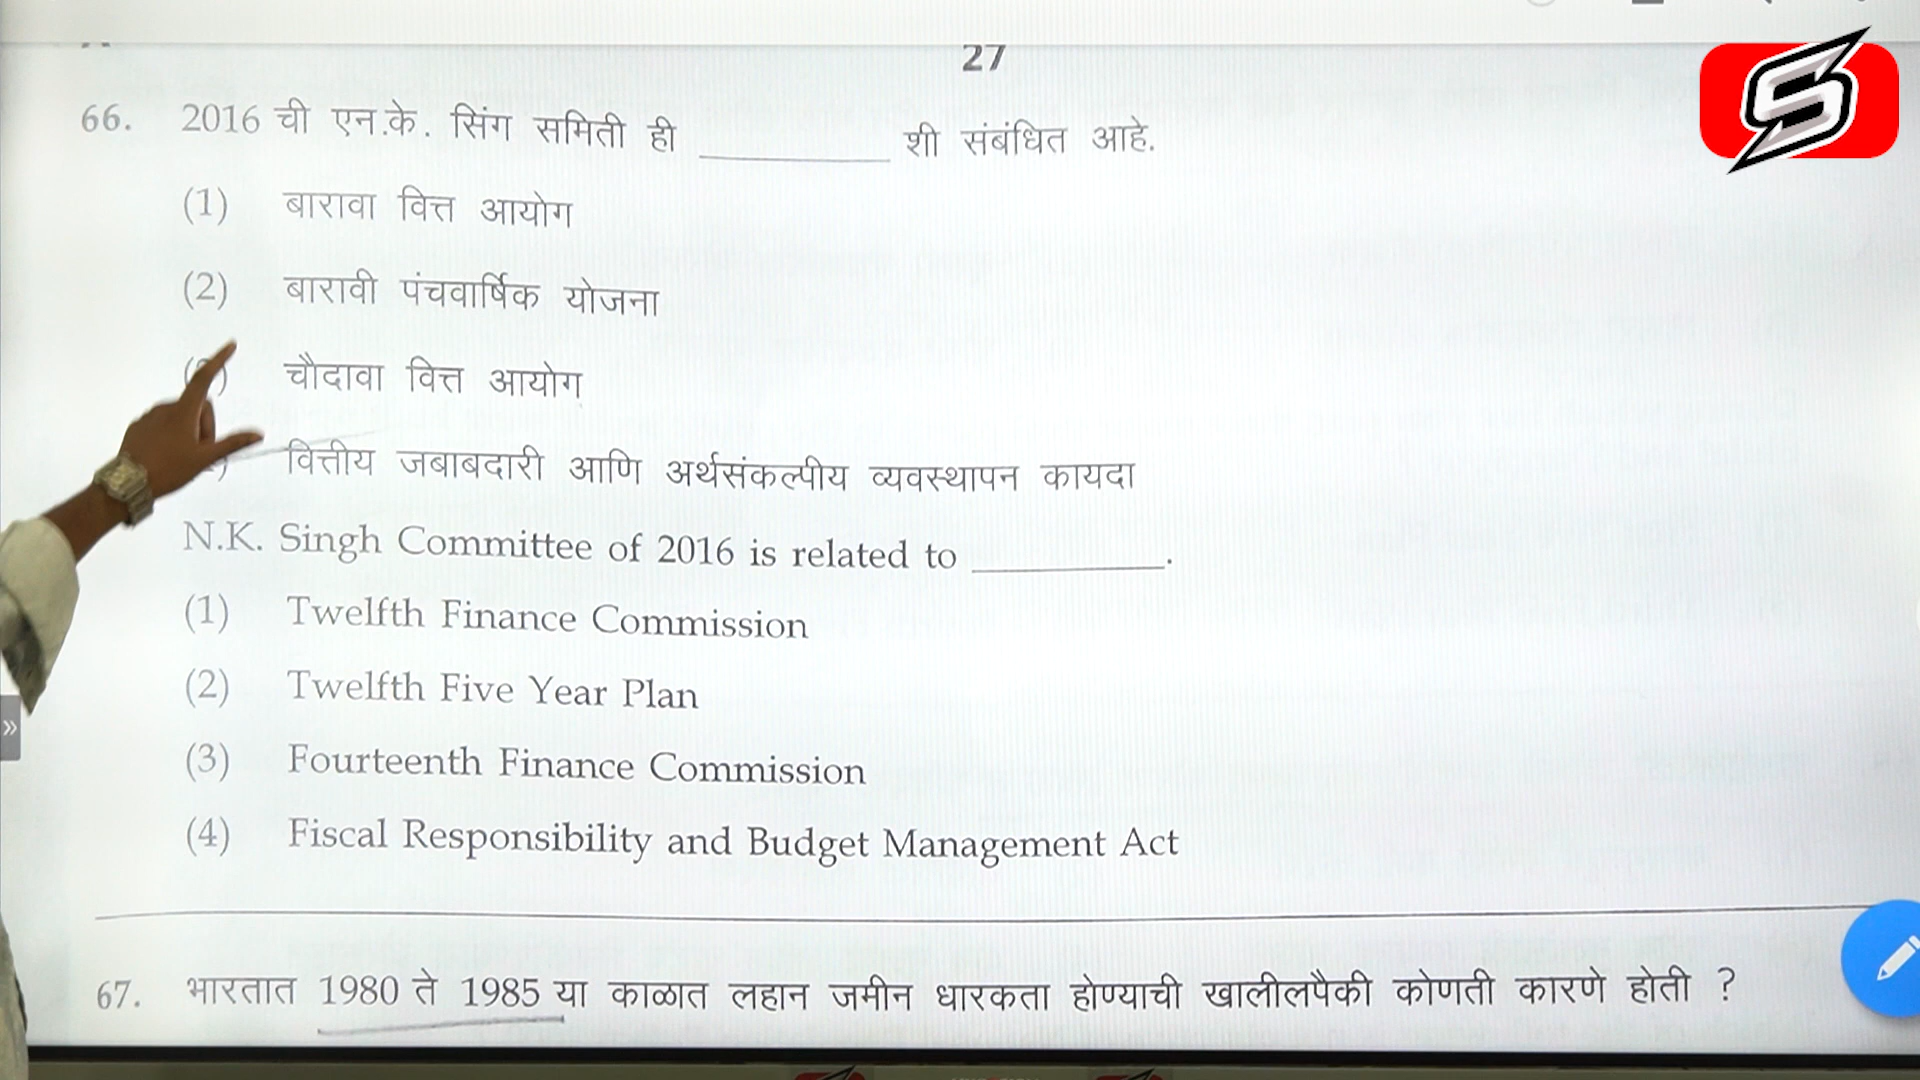 27
66. 2016 ची एन.के. सिंग समिती ही __________ शी संबंधित आहे.
(1) बारावा वित्त आयोग
(2) बारावी पंचवार्षिक योजना
चौदावा वित्त आयोग
वित्तीय जबाबदारी आणि अर्थसंकल्पीय व्यवस्थापन कायदा
N.K. Singh Committee of 2016 is related to __________.
(1) Twelfth Finance Commission
(2) Twelfth Five Year Plan
(3) Fourteenth Finance Commission
(4) Fiscal Responsibility and Budget Management Act
67. भारतात 1980 ते 1985 या काळात लहान जमीन धारकता होण्याची खालीलपैकी कोणती कारणे होती ?